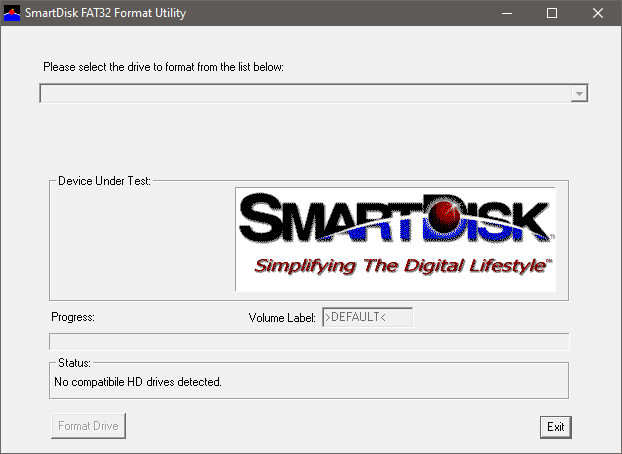 SmartDisk FAT32 Format Utility
Please select the drive to format from the list below:
Device Under Test:
SMARTDISK™
Simplifying The Digital Lifestyle™
Progress:
Volume Label: >DEFAULT<
Status:
No compatibile HD drives detected.
Format Drive
Exit